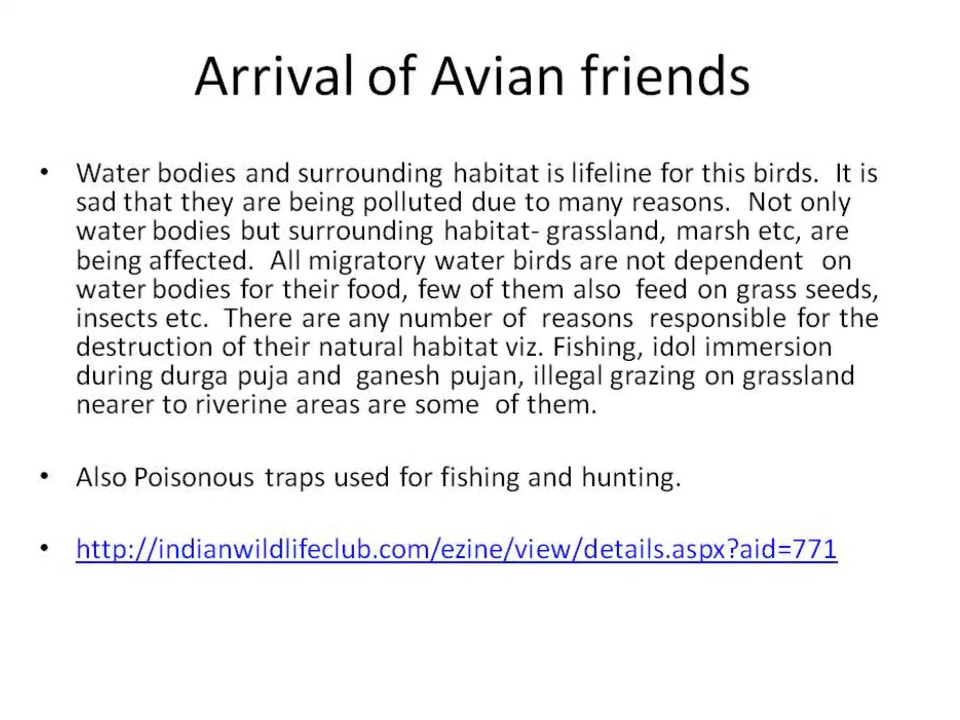 Arrival of Avian friends
• Water bodies and surrounding habitat is lifeline for this birds. It is
sad that they are being polluted due to many reasons. Not only
water bodies but surrounding habitat- grassland, marsh etc, are
being affected. All migratory water birds are not dependent on
water bodies for their food, few of them also feed on grass seeds,
insects etc. There are any number of reasons responsible for the
destruction of their natural habitat viz. Fishing, idol immersion
during durga puja and ganesh pujan, illegal grazing on grassland
nearer to riverine areas are some of them.
• Also Poisonous traps used for fishing and hunting.
• http://indianwildlifeclub.com/ezine/view/details.aspx?aid=771